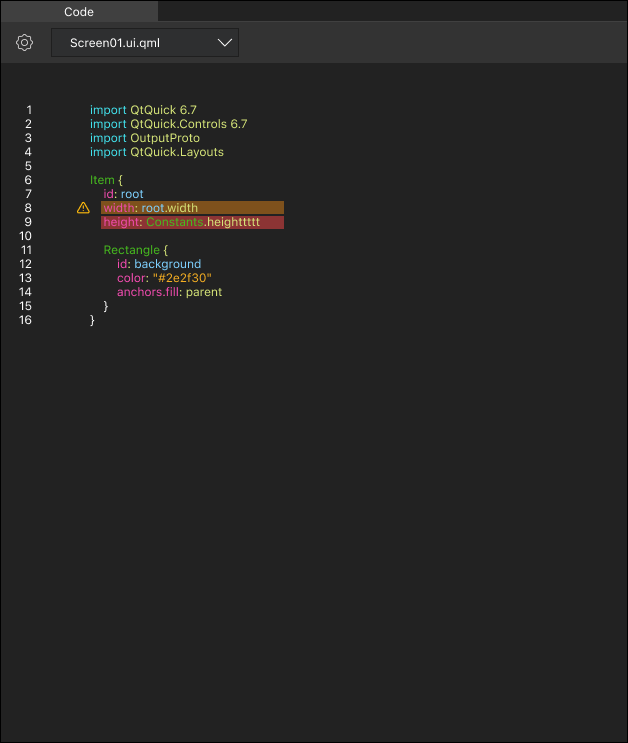 Code
Screen01.ui.qml
1 import QtQuick 6.7
2 import QtQuick.Controls 6.7
3 import OutputProto
4 import QtQuick.Layouts
5
6 Item {
7 id: root
8 width: root.width
9 height: Constants.heighttttt
10
11 Rectangle {
12 id: background
13 color: "#2e2f30"
14 anchors.fill: parent
15 }
16 }